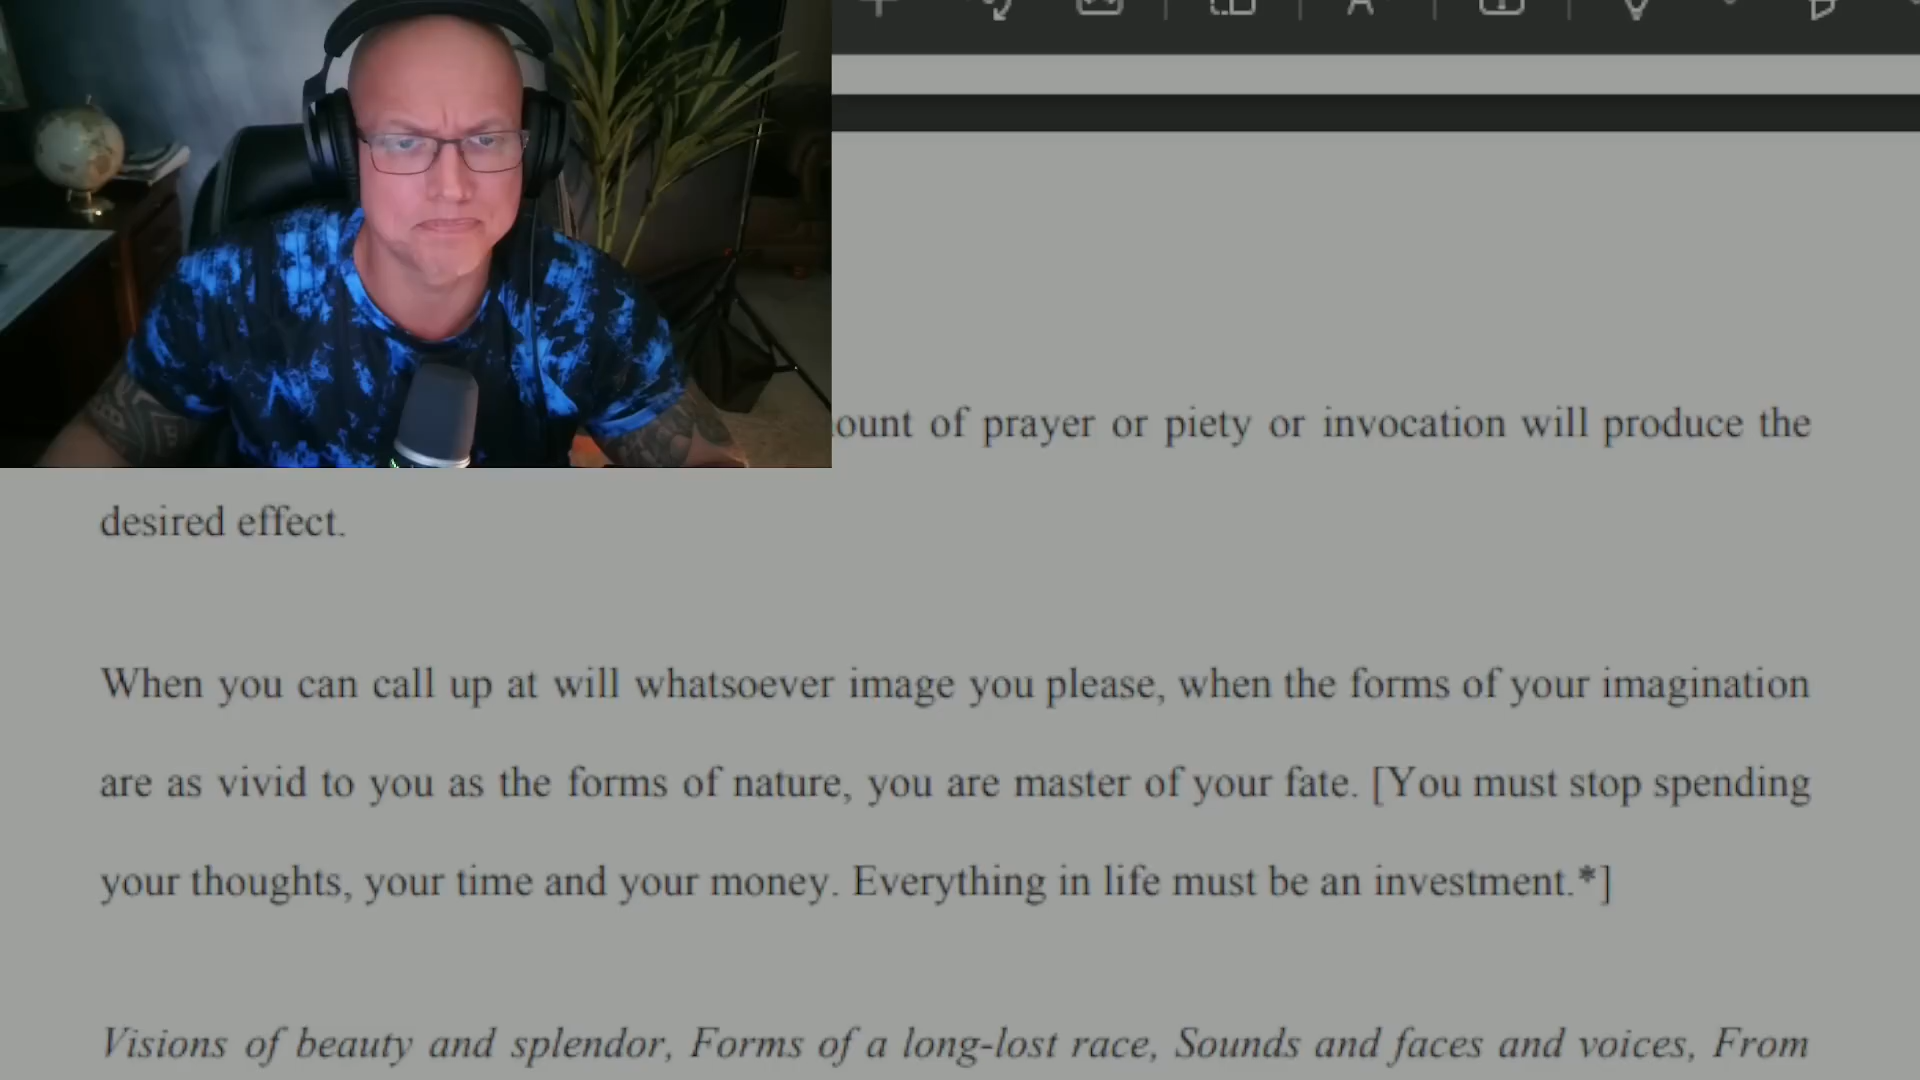 of prayer or piety or invocation will produce the
desired effect.
When you can call up at will whatsoever image you please, when the forms of your imagination
are as vivid to you as the forms of nature, you are master of your fate. [You must stop spending
your thoughts, your time and your money. Everything in life must be an investment.*]
Visions of beauty and splendor, Forms of a long-lost race, Sounds and faces and voices, From